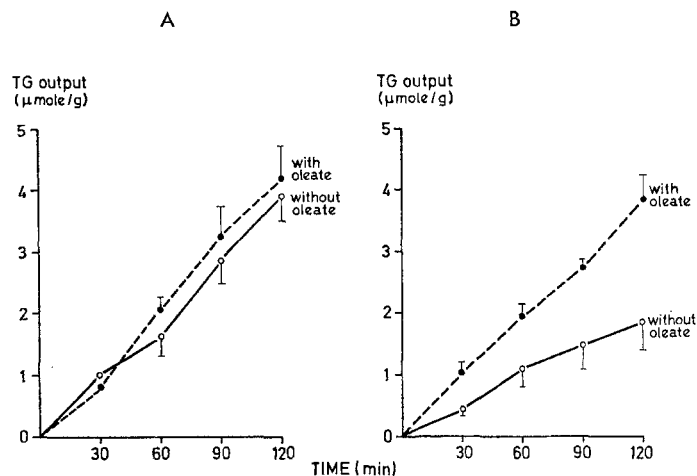 A
TG output
(μmole/g)
5
4
3
2
1
0
30
60
90
120
with
oleate
without
oleate
B
TG output
(μmole/g)
5
4
3
2
1
0
30
60
90
120
with
oleate
without
oleate
TIME (min)